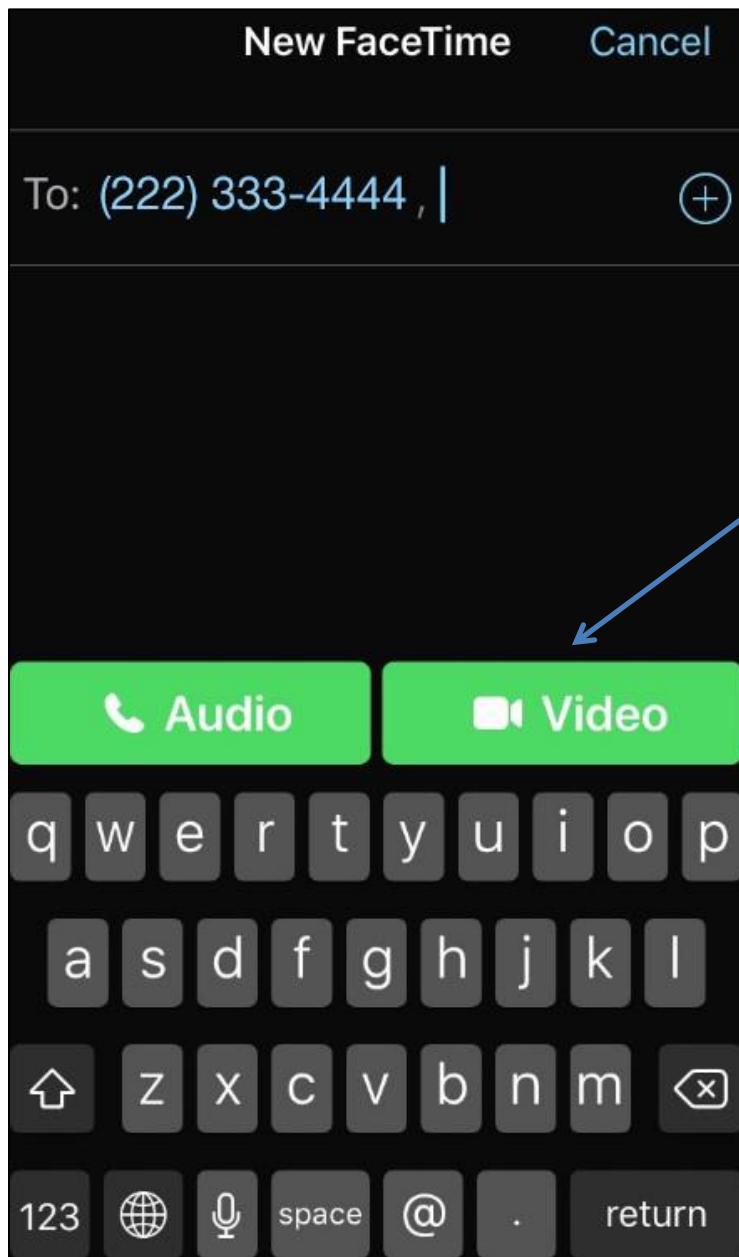 New FaceTime Cancel
To: (222) 333-4444 ,
Audio Video
q w e r t y u i o p
a s d f g h j k l
z x c v b n m
123 space @ . return